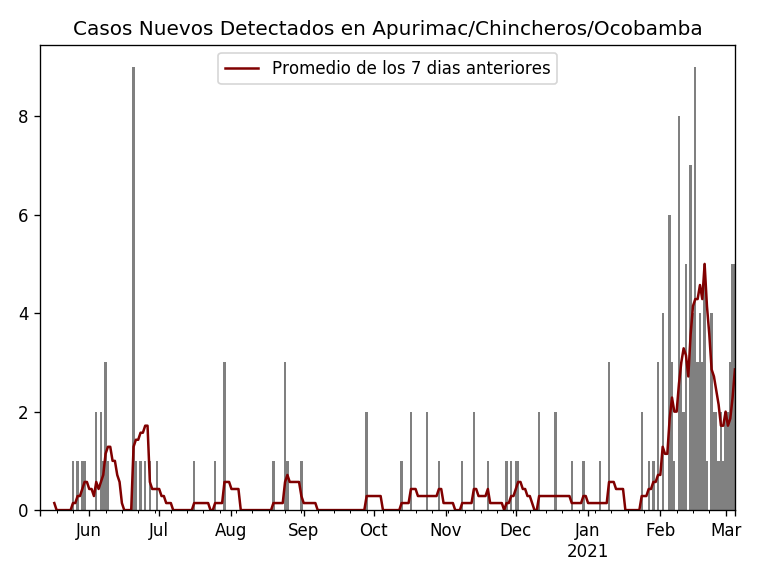 Casos Nuevos Detectados en Apurimac/Chincheros/Ocobamba
Promedio de los 7 dias anteriores
8
6
4
2
0
Jun Jul Aug Sep Oct Nov Dec Jan Feb Mar
2021